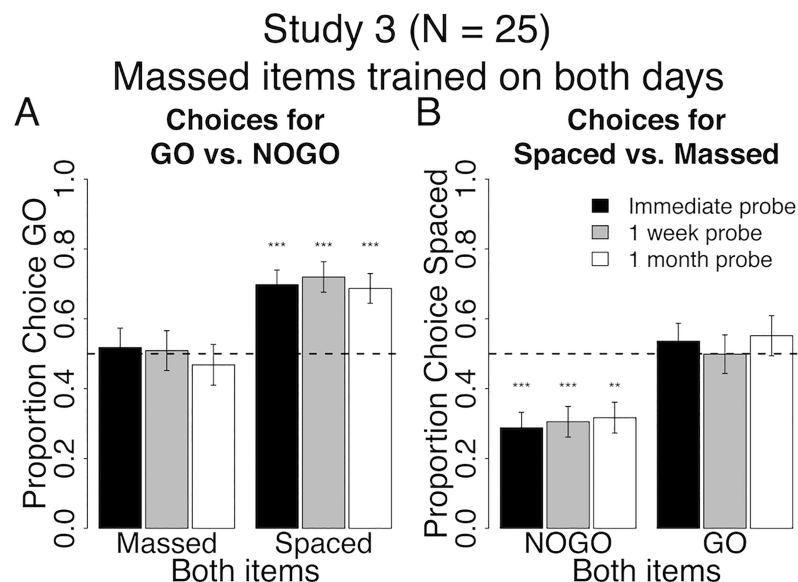 Study 3 (N = 25)
Massed items trained on both days
A
Choices for
GO vs. NOGO
Proportion Choice GO
0.0 0.2 0.4 0.6 0.8 1.0
*** *** ***
Massed Spaced
Both items
B
Choices for
Spaced vs. Massed
Proportion Choice Spaced
0.0 0.2 0.4 0.6 0.8 1.0
Immediate probe
1 week probe
1 month probe
*** *** **
NOGO GO
Both items